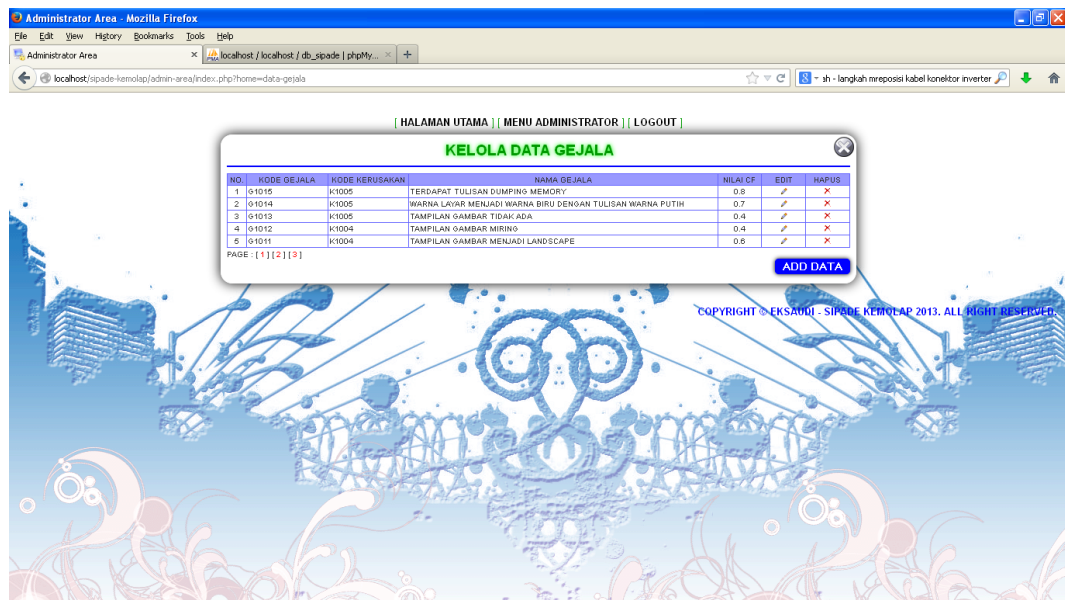 Administrator Area - Mozilla Firefox
File Edit View History Bookmarks Tools Help
Administrator Area × localhost / localhost / db_sipade | phpMy... × +
localhost/sipade-kemolap/admin-area/index.php?home=data-gejala sh - langkah mreposisi kabel konektor inverter
[ HALAMAN UTAMA ] [ MENU ADMINISTRATOR ] [ LOGOUT ]
KELOLA DATA GEJALA
NO. KODE GEJALA KODE KERUSAKAN NAMA GEJALA NILAI CF EDIT HAPUS
1 G1015 K1005 TERDAPAT TULISAN DUMPING MEMORY 0.8
2 G1014 K1005 WARNA LAYAR MENJADI WARNA BIRU DENGAN TULISAN WARNA PUTIH 0.7
3 G1013 K1005 TAMPILAN GAMBAR TIDAK ADA 0.4
4 G1012 K1004 TAMPILAN GAMBAR MIRING 0.4
5 G1011 K1004 TAMPILAN GAMBAR MENJADI LANDSCAPE 0.6
PAGE : [ 1 ] [ 2 ] [ 3 ]
ADD DATA
COPYRIGHT © EKSAUDI - SIPADE KEMOLAP 2013. ALL RIGHT RESERVED.